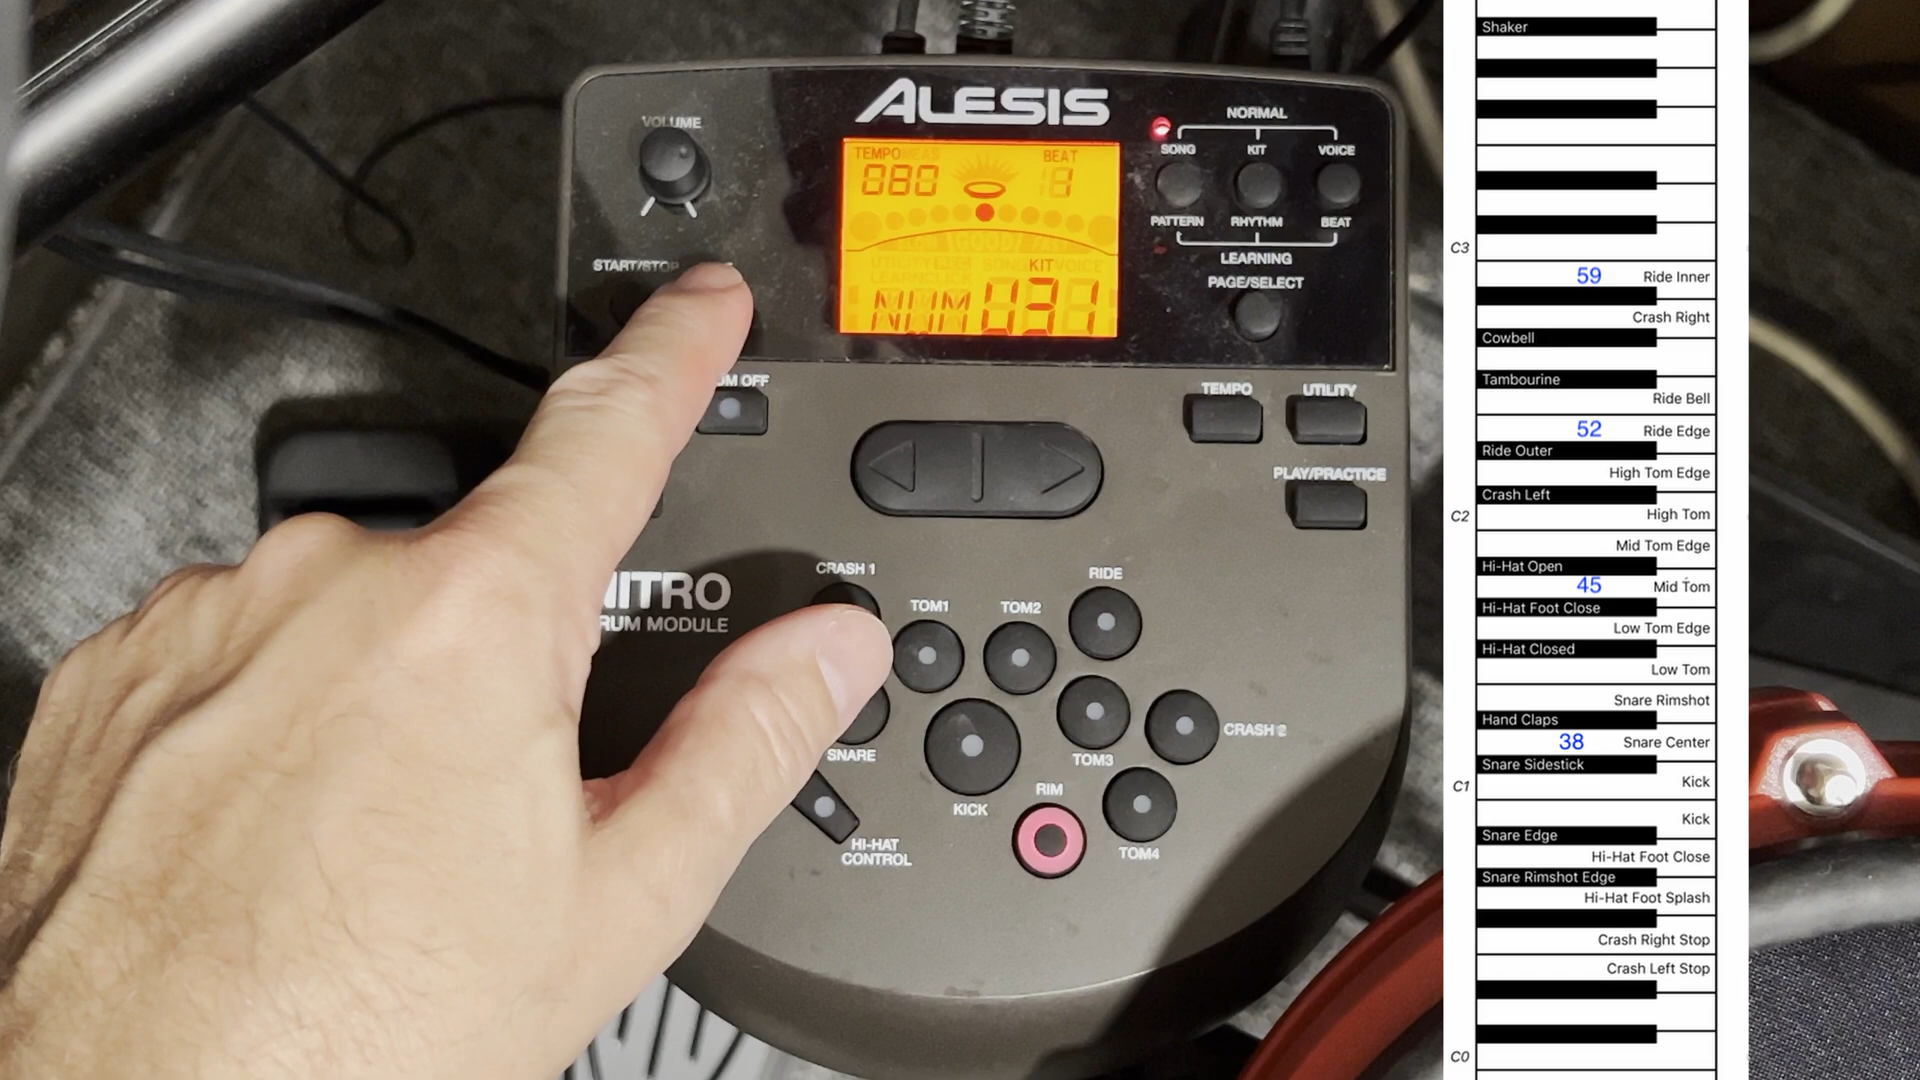 ALESIS
VOLUME
START/STOP
TEMPO
BEAT
080
1
KIT
NUM 031
NORMAL
SONG KIT VOICE
PATTERN RHYTHM BEAT
LEARNING
PAGE/SELECT
OFF
TEMPO UTILITY
PLAY/PRACTICE
NITRO
DRUM MODULE
CRASH 1
TOM1 TOM2 RIDE
SNARE
KICK
TOM3
CRASH 2
RIM
TOM4
HI-HAT
CONTROL
Shaker
C3
59 Ride Inner
Crash Right
Cowbell
Tambourine
Ride Bell
52 Ride Edge
Ride Outer
High Tom Edge
Crash Left
C2
High Tom
Mid Tom Edge
Hi-Hat Open
45 Mid Tom
Hi-Hat Foot Close
Low Tom Edge
Hi-Hat Closed
Low Tom
Snare Rimshot
Hand Claps
38 Snare Center
Snare Sidestick
C1
Kick
Kick
Snare Edge
Hi-Hat Foot Close
Snare Rimshot Edge
Hi-Hat Foot Splash
Crash Right Stop
Crash Left Stop
C0